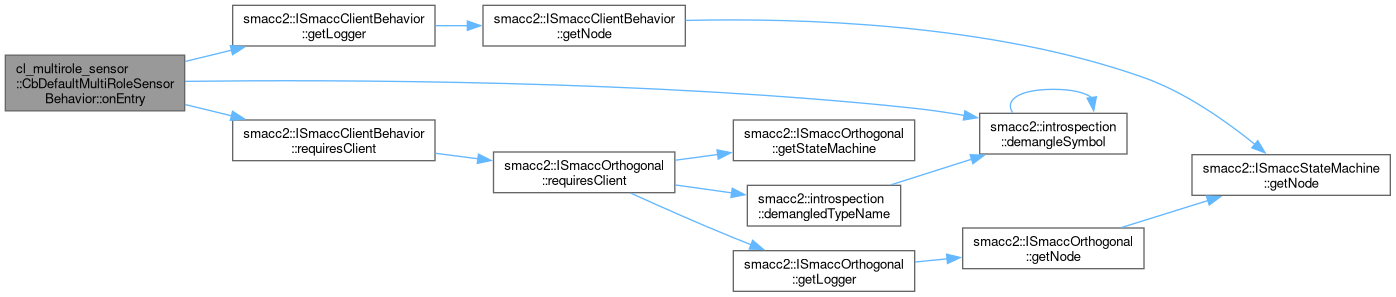 cl_multirole_sensor
::CbDefaultMultiRoleSensor
Behavior::onEntry
smacc2::ISmaccClientBehavior
::getLogger
smacc2::ISmaccClientBehavior
::getNode
smacc2::ISmaccClientBehavior
::requiresClient
smacc2::ISmaccOrthogonal
::requiresClient
smacc2::ISmaccOrthogonal
::getStateMachine
smacc2::introspection
::demangledTypeName
smacc2::ISmaccOrthogonal
::getLogger
smacc2::introspection
::demangleSymbol
smacc2::ISmaccOrthogonal
::getNode
smacc2::ISmaccStateMachine
::getNode